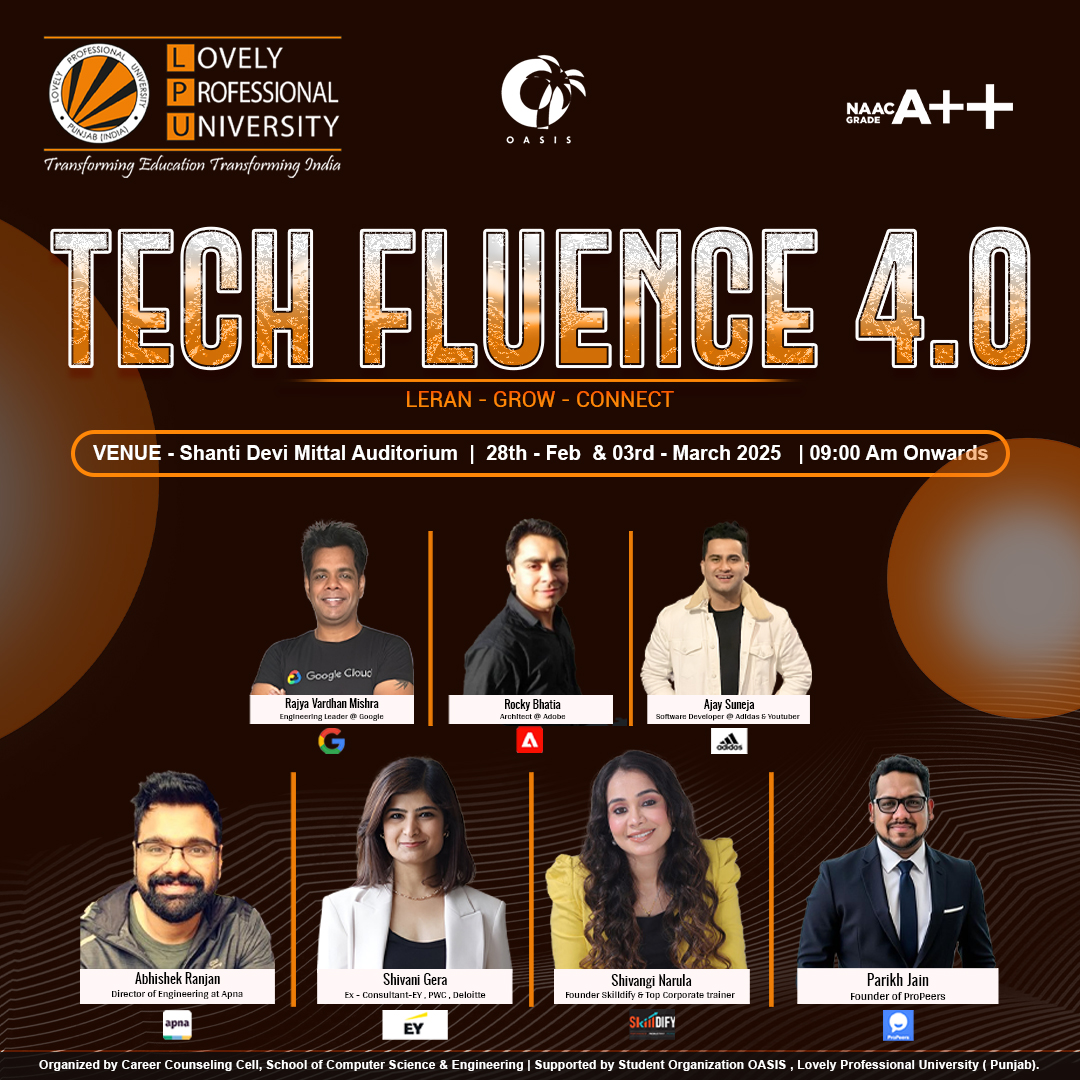 LOVELY
PROFESSIONAL
UNIVERSITY
LOVELY PROFESSIONAL UNIVERSITY
PUNJAB (INDIA)
Transforming Education Transforming India
OASIS
NAAC
GRADE
A++
TECH FLUENCE 4.0
LERAN - GROW - CONNECT
VENUE - Shanti Devi Mittal Auditorium | 28th - Feb & 03rd - March 2025 | 09:00 Am Onwards
Google Cloud
Rajya Vardhan Mishra
Engineering Leader @ Google
G
Rocky Bhatia
Architect @ Adobe
Ajay Suneja
Software Developer @ Adidas & Youtuber
adidas
Abhishek Ranjan
Director of Engineering at Apna
apna
Shivani Gera
Ex - Consultant-EY , PWC , Deloitte
EY
Shivangi Narula
Founder Skilldify & Top Corporate trainer
SkillDIFY
Parikh Jain
Founder of ProPeers
ProPeers
Organized by Career Counseling Cell, School of Computer Science & Engineering | Supported by Student Organization OASIS , Lovely Professional University ( Punjab).